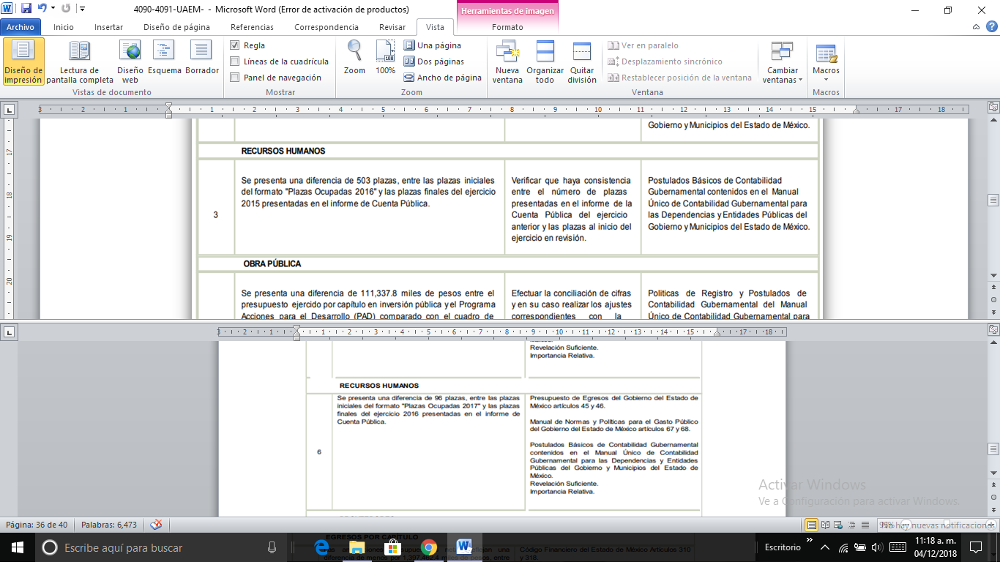 4090-4091-UAEM-  -  Microsoft Word (Error de activación de productos)
Herramientas de imagen
Archivo
Inicio
Insertar
Diseño de página
Referencias
Correspondencia
Revisar
Vista
Formato
Diseño de impresión
Lectura de pantalla completa
Diseño web
Esquema
Borrador
Vistas de documento
Regla
Líneas de la cuadrícula
Panel de navegación
Mostrar
Zoom
100%
Una página
Dos páginas
Ancho de página
Zoom
Nueva ventana
Organizar todo
Quitar división
Ver en paralelo
Desplazamiento sincrónico
Restablecer posición de la ventana
Ventana
Cambiar ventanas
Macros
Macros
Gobierno y Municipios del Estado de México.
RECURSOS HUMANOS
3
Se presenta una diferencia de 503 plazas, entre las plazas iniciales
del formato "Plazas Ocupadas 2016" y las plazas finales del ejercicio
2015 presentadas en el informe de Cuenta Pública.
Verificar que haya consistencia
entre el número de plazas
presentadas en el informe de la
Cuenta Pública del ejercicio
anterior y las plazas al inicio del
ejercicio en revisión.
Postulados Básicos de Contabilidad
Gubernamental contenidos en el Manual
Único de Contabilidad Gubernamental para
las Dependencias y Entidades Públicas del
Gobierno y Municipios del Estado de México.
OBRA PÚBLICA
Se presenta una diferencia de 111,337.8 miles de pesos entre el
presupuesto ejercido por capítulo en inversión pública y el Programa
Acciones para el Desarrollo (PAD) comparado con el cuadro de
Efectuar la conciliación de cifras
y en su caso realizar los ajustes
correspondientes con la
Politicas de Registro y Postulados de
Contabilidad Gubernamental del Manual
Único de Contabilidad Gubernamental para
Revelación Suficiente.
Importancia Relativa.
RECURSOS HUMANOS
6
Se presenta una diferencia de 96 plazas, entre las plazas
iniciales del formato "Plazas Ocupadas 2017" y las plazas
finales del ejercicio 2016 presentadas en el informe de
Cuenta Pública.
Presupuesto de Egresos del Gobierno del Estado de
México artículos 45 y 46.
Manual de Normas y Políticas para el Gasto Público
del Gobierno del Estado de México artículos 67 y 68.
Postulados Básicos de Contabilidad Gubernamental
contenidos en el Manual Único de Contabilidad
Gubernamental para las Dependencias y Entidades
Públicas del Gobierno y Municipios del Estado de
México.
Revelación Suficiente.
Importancia Relativa.
Activar Windows
Ve a Configuración para activar Windows.
Página: 36 de 40
Palabras: 6,473
No hay nuevas notificaciones
EGRESOS POR CAPÍTULO
Código Financiero del Estado de México Artículos 310
y 318.
Escribe aquí para buscar
Escritorio
11:18 a. m.
04/12/2018